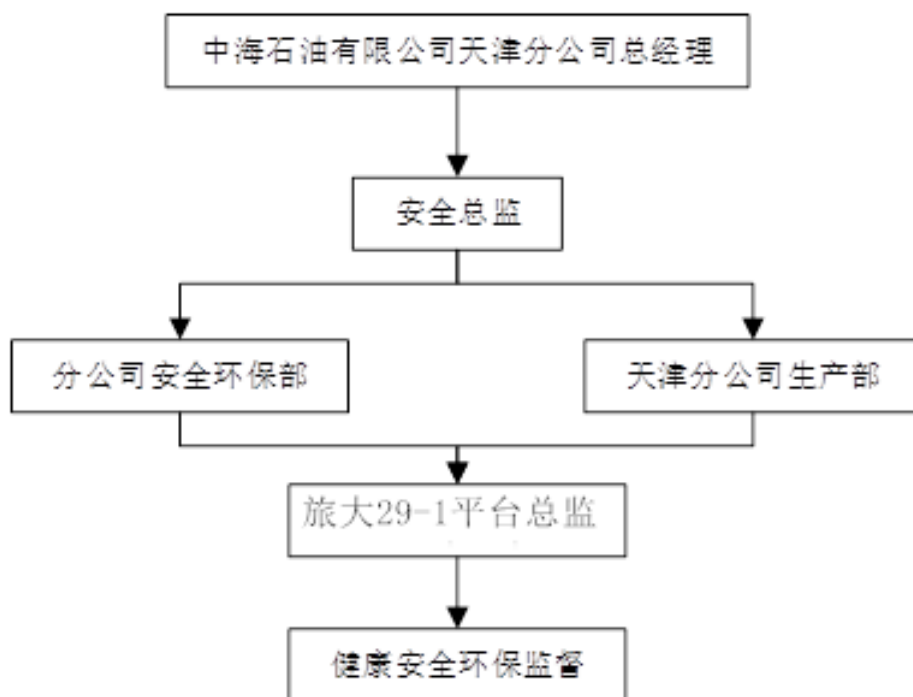 中海石油有限公司天津分公司总经理
安全总监
分公司安全环保部
天津分公司生产部
旅大29-1平台总监
健康安全环保监督